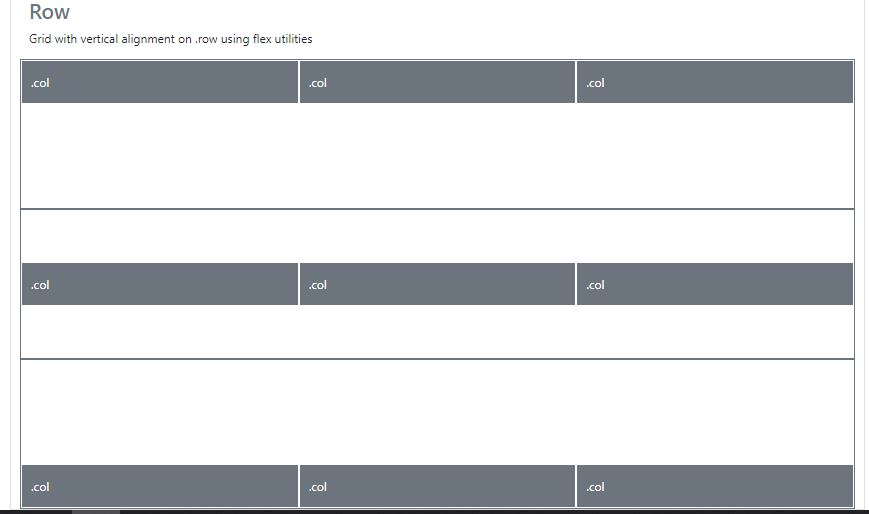 Row
Grid with vertical alignment on .row using flex utilities
.col .col .col
.col .col .col
.col .col .col